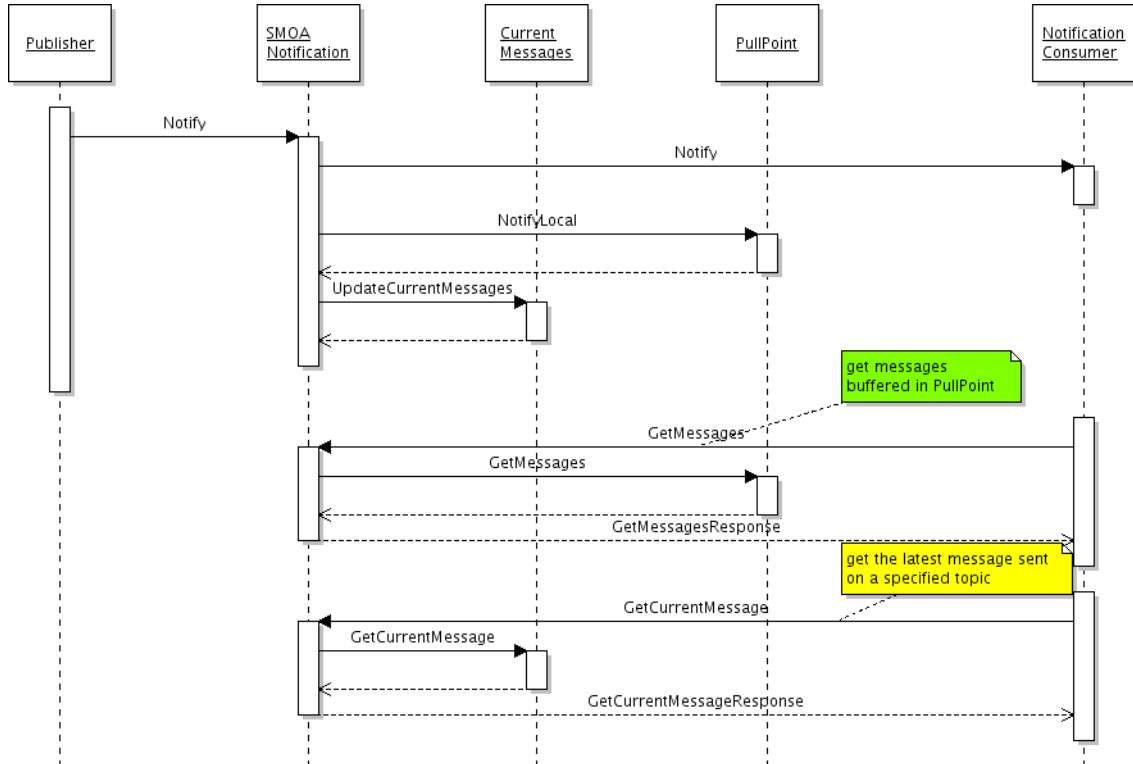 Publisher
SMOA
Notification
Current
Messages
PullPoint
Notification
Consumer
Notify
Notify
NotifyLocal
UpdateCurrentMessages
get messages
buffered in PullPoint
GetMessages
GetMessages
GetMessagesResponse
get the latest message sent
on a specified topic
GetCurrentMessage
GetCurrentMessage
GetCurrentMessageResponse